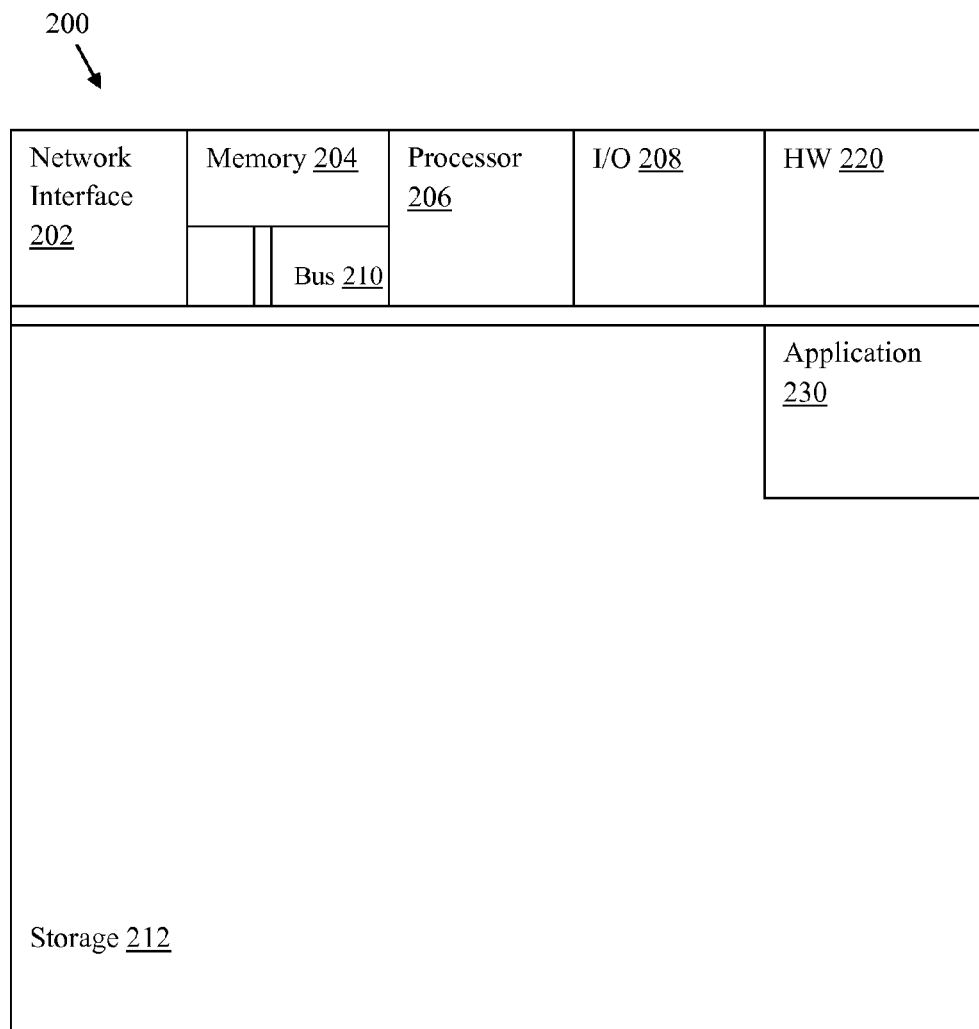 200
Network
Interface
202
Memory 204
Bus 210
Processor
206
I/O 208
HW 220
Application
230
Storage 212